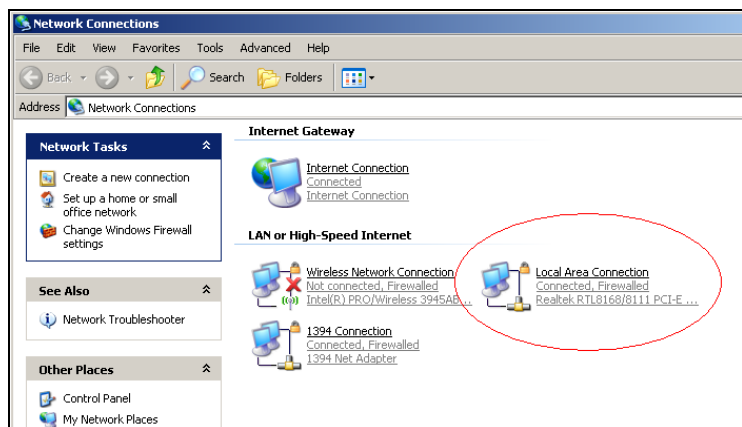 Network Connections
File Edit View Favorites Tools Advanced Help
Back Search Folders
Address Network Connections
Network Tasks
Create a new connection
Set up a home or small
office network
Change Windows Firewall
settings
See Also
Network Troubleshooter
Other Places
Control Panel
My Network Places
Internet Gateway
Internet Connection
Connected
Internet Connection
LAN or High-Speed Internet
Wireless Network Connection
Not connected, Firewalled
Intel(R) PRO/Wireless 3945AB...
Local Area Connection
Connected, Firewalled
Realtek RTL8168/8111 PCI-E ...
1394 Connection
Connected, Firewalled
1394 Net Adapter